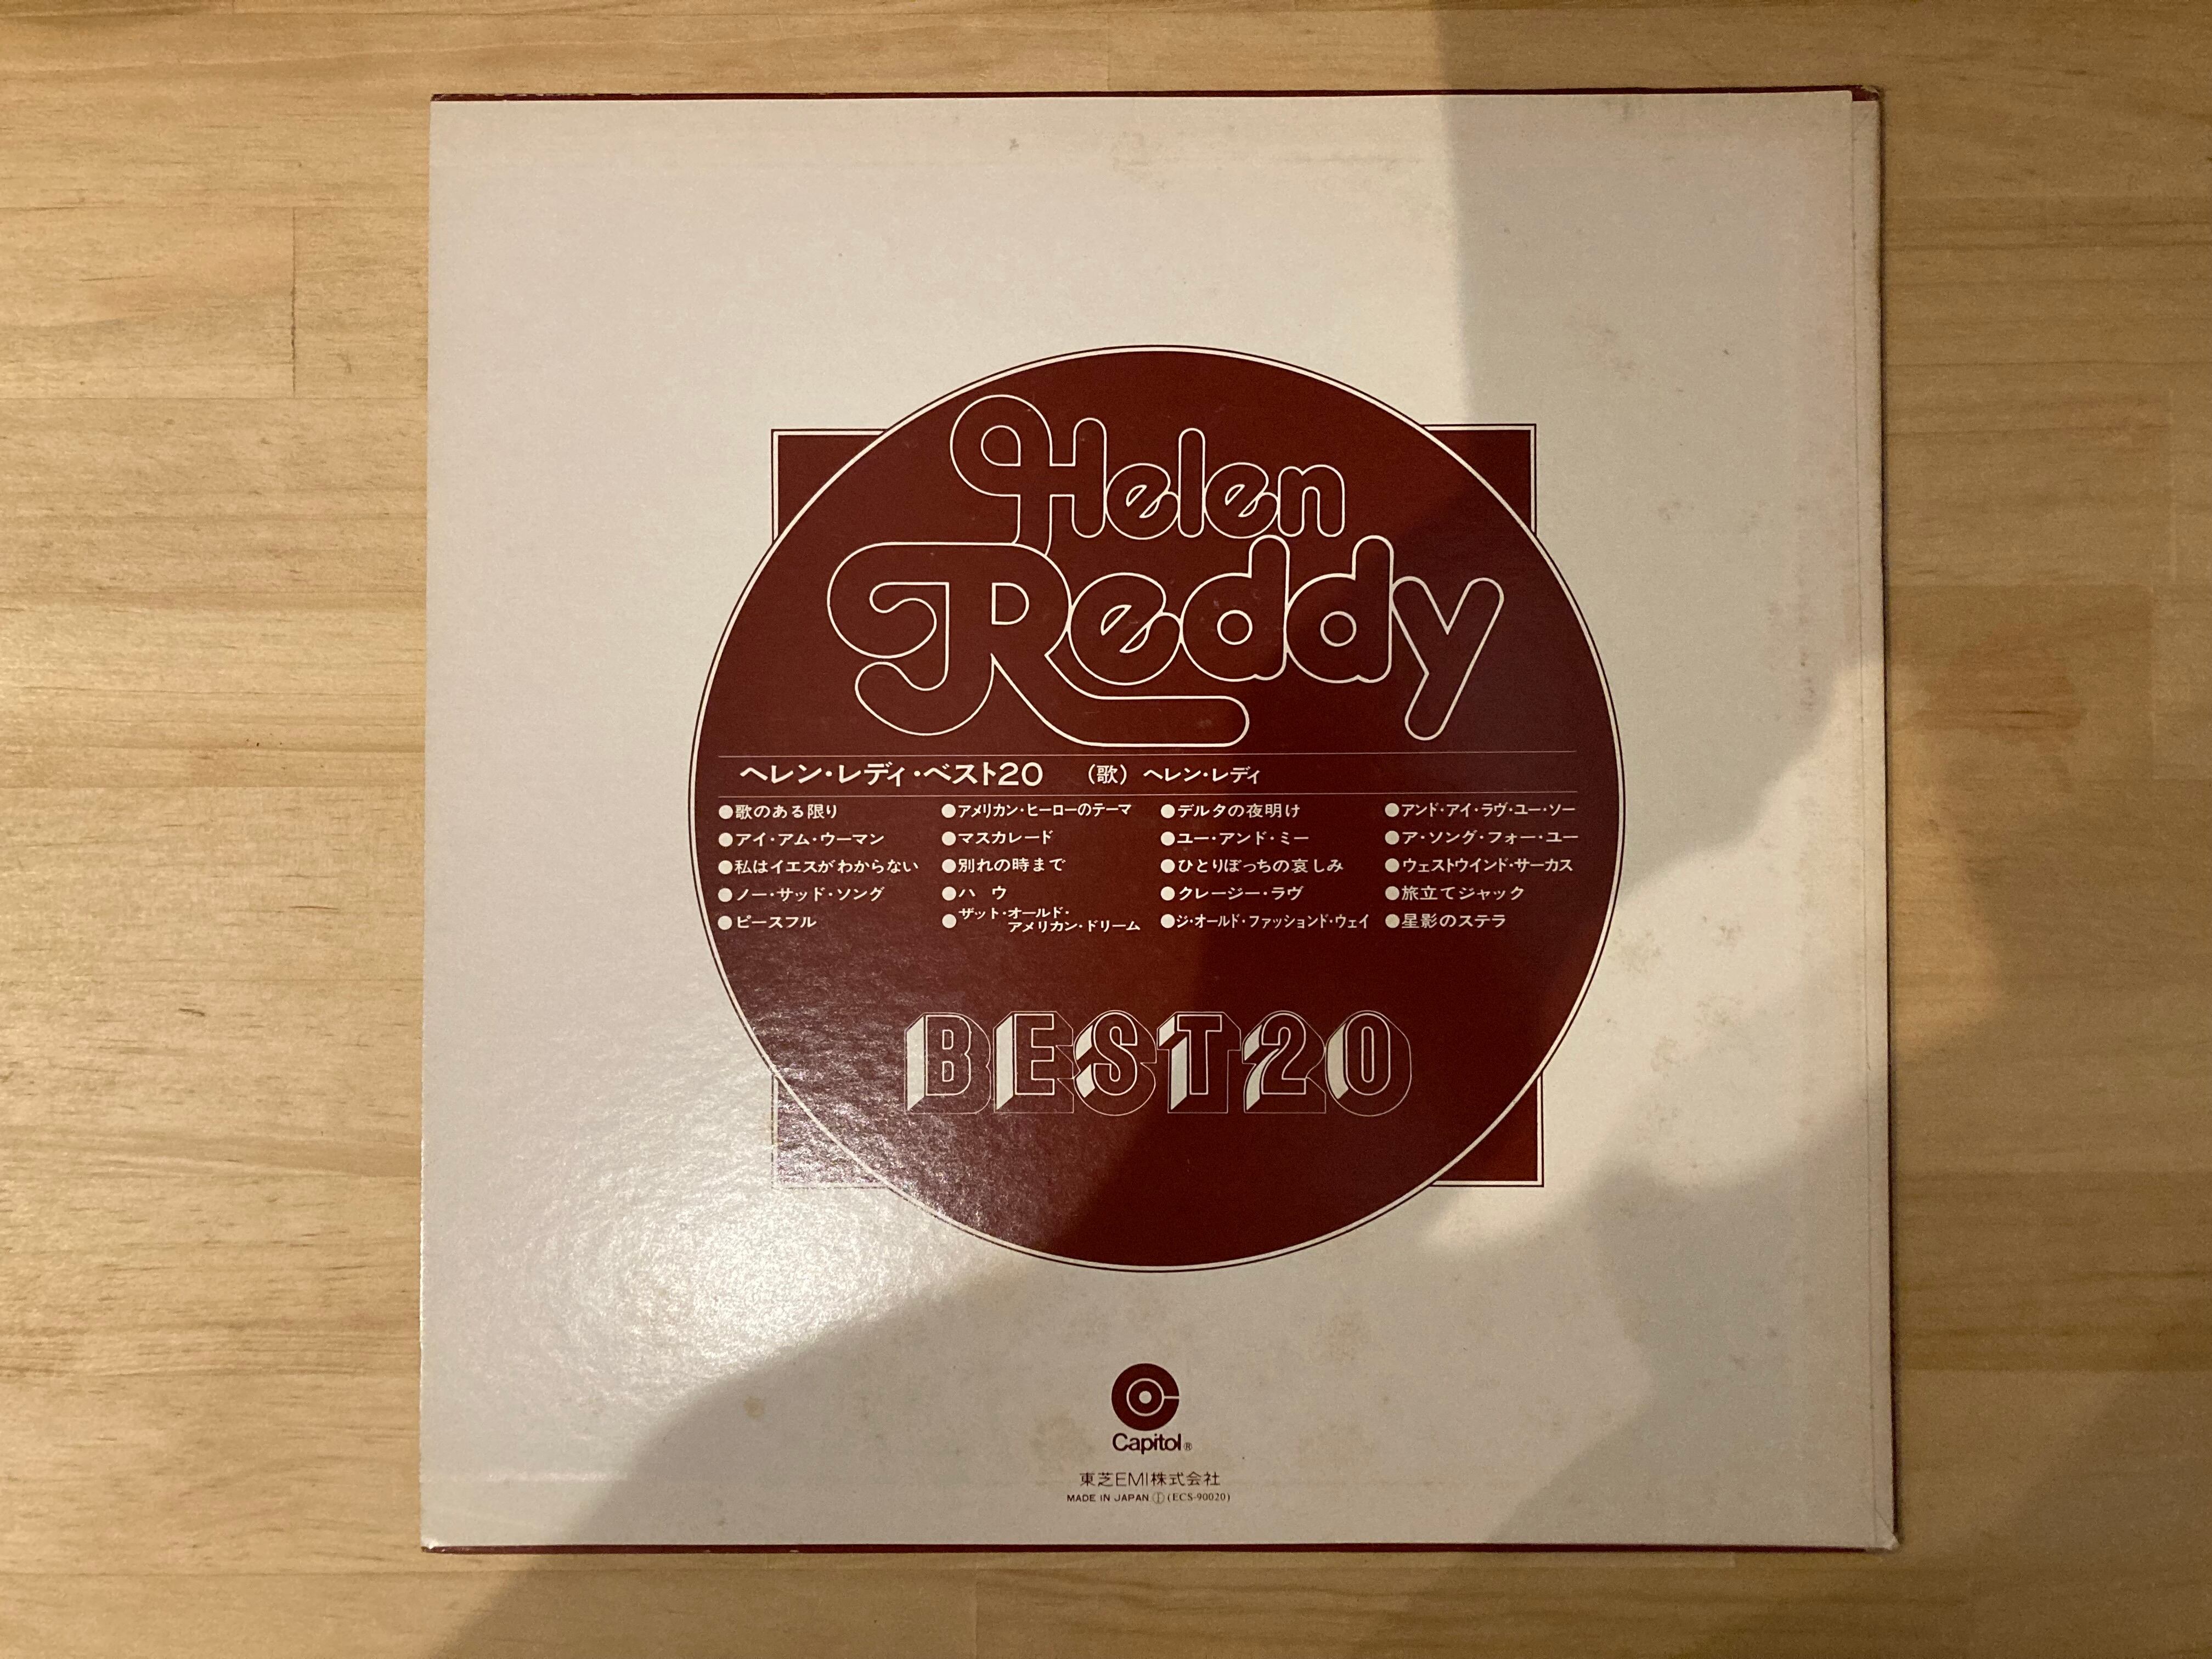 Helen
Reddy
ヘレン・レディ・ベスト20 （歌） ヘレン・レディ
●歌のある限り
●アイ・アム・ウーマン
●私はイエスがわからない
●ノー・サッド・ソング
●ピースフル
●アメリカン・ヒーローのテーマ
●マスカレード
●別れの時まで
●ハ ウ
●ザット・オールド・
アメリカン・ドリーム
●デルタの夜明け
●ユー・アンド・ミー
●ひとりぼっちの哀しみ
●クレージー・ラヴ
●ジ・オールド・ファッションド・ウェイ
●アンド・アイ・ラヴ・ユー・ソー
●ア・ソング・フォー・ユー
●ウェストウインド・サーカス
●旅立てジャック
●星影のステラ
BEST20
Capitol®
東芝EMI株式会社
MADE IN JAPAN Ⓣ (ECS-90020)